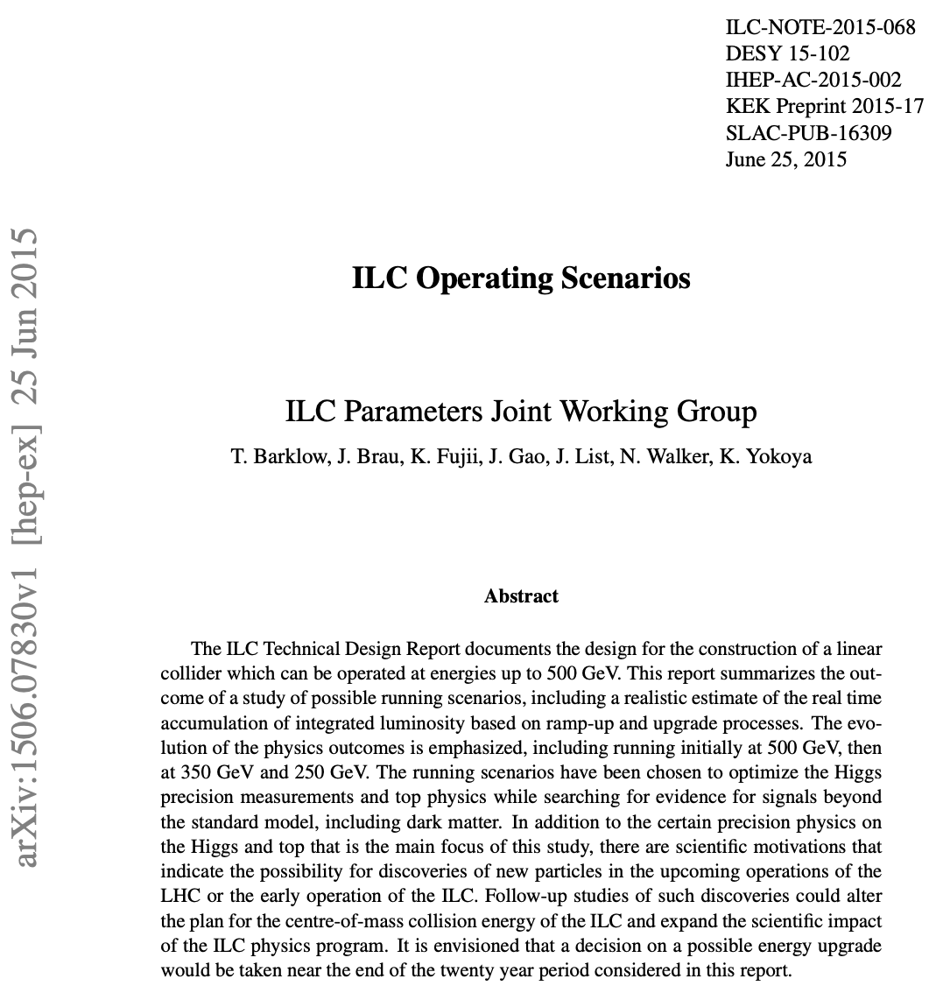 ILC-NOTE-2015-068
DESY 15-102
IHEP-AC-2015-002
KEK Preprint 2015-17
SLAC-PUB-16309
June 25, 2015
ILC Operating Scenarios
ILC Parameters Joint Working Group
T. Barklow, J. Brau, K. Fujii, J. Gao, J. List, N. Walker, K. Yokoya
Abstract
The ILC Technical Design Report documents the design for the construction of a linear
collider which can be operated at energies up to 500 GeV. This report summarizes the out-
come of a study of possible running scenarios, including a realistic estimate of the real time
accumulation of integrated luminosity based on ramp-up and upgrade processes. The evo-
lution of the physics outcomes is emphasized, including running initially at 500 GeV, then
at 350 GeV and 250 GeV. The running scenarios have been chosen to optimize the Higgs
precision measurements and top physics while searching for evidence for signals beyond
the standard model, including dark matter. In addition to the certain precision physics on
the Higgs and top that is the main focus of this study, there are scientific motivations that
indicate the possibility for discoveries of new particles in the upcoming operations of the
LHC or the early operation of the ILC. Follow-up studies of such discoveries could alter
the plan for the centre-of-mass collision energy of the ILC and expand the scientific impact
of the ILC physics program. It is envisioned that a decision on a possible energy upgrade
would be taken near the end of the twenty year period considered in this report.
arXiv:1506.07830v1 [hep-ex] 25 Jun 2015